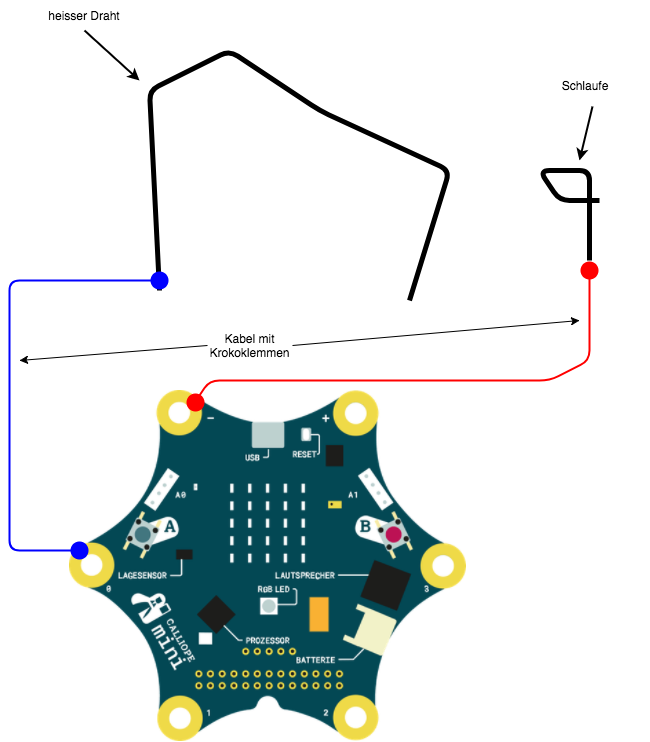 heisser Draht
Schlaufe
Kabel mit
Krokoklemmen
−
+
USB
RESET
A0
A1
A
B
LAGESENSOR
LAUTSPRECHER
0
3
RGB LED
CALLIOPE
mini
PROZESSOR
BATTERIE
1
2